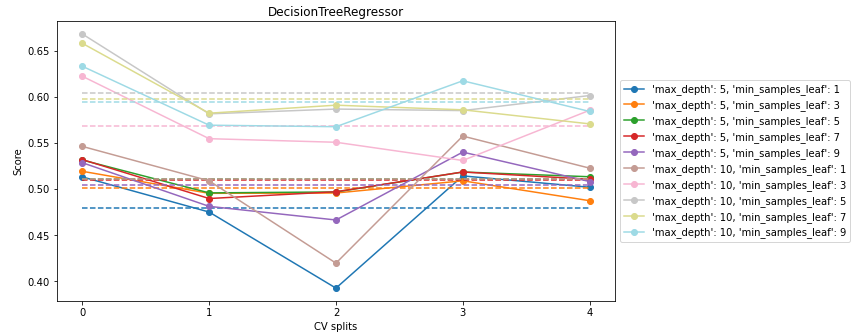 DecisionTreeRegressor
Score
0.65
0.60
0.55
0.50
0.45
0.40
0
1
2
3
4
CV splits
'max_depth': 5, 'min_samples_leaf': 1
'max_depth': 5, 'min_samples_leaf': 3
'max_depth': 5, 'min_samples_leaf': 5
'max_depth': 5, 'min_samples_leaf': 7
'max_depth': 5, 'min_samples_leaf': 9
'max_depth': 10, 'min_samples_leaf': 1
'max_depth': 10, 'min_samples_leaf': 3
'max_depth': 10, 'min_samples_leaf': 5
'max_depth': 10, 'min_samples_leaf': 7
'max_depth': 10, 'min_samples_leaf': 9